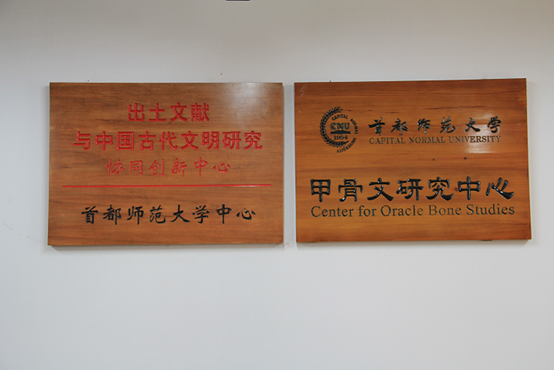 出土文献
与中国古代文明研究
协同创新中心
首都师范大学中心
CAPITAL NORMAL
CNU
1954
首都师范大学
CAPITAL NORMAL UNIVERSITY
甲骨文研究中心
Center for Oracle Bone Studies